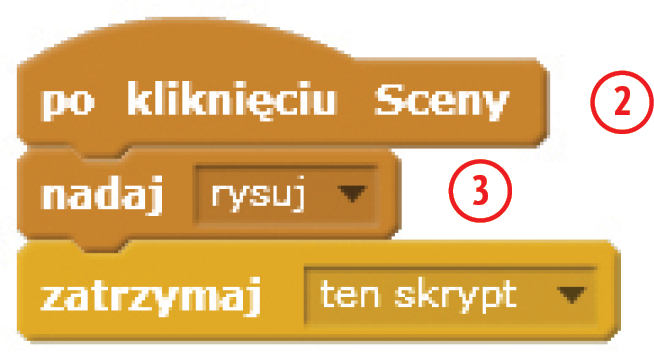 po kliknięciu Sceny 2
nadaj rysuj 3
zatrzymaj ten skrypt